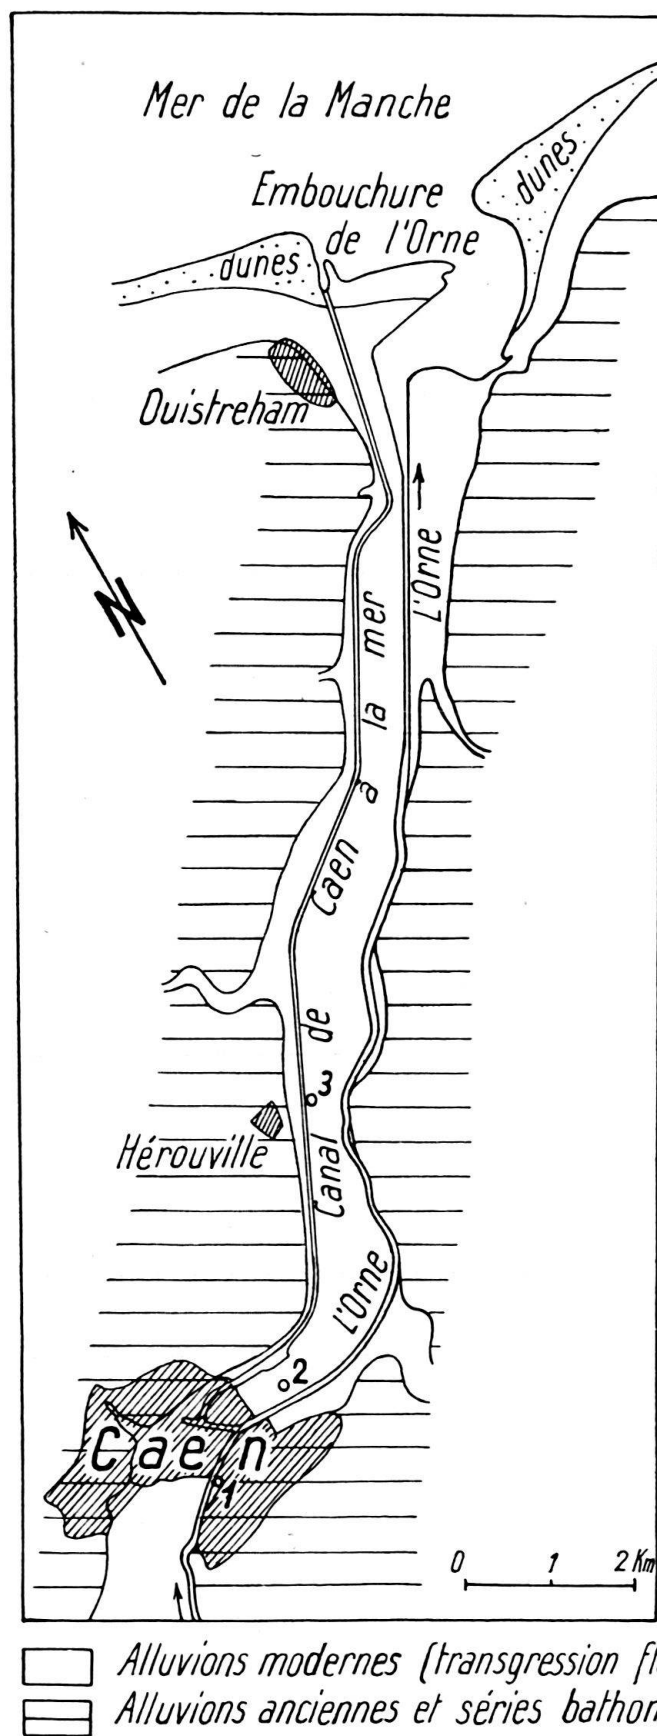 Mer de la Manche
Embouchure
de l'Orne
dunes
dunes
Ouistreham
N
L'Orne
Canal de Caen a la mer
3
Hérouville
L'Orne
2
Caen
1
0 1 2 Km
Alluvions modernes (transgression
Alluvions anciennes et séries